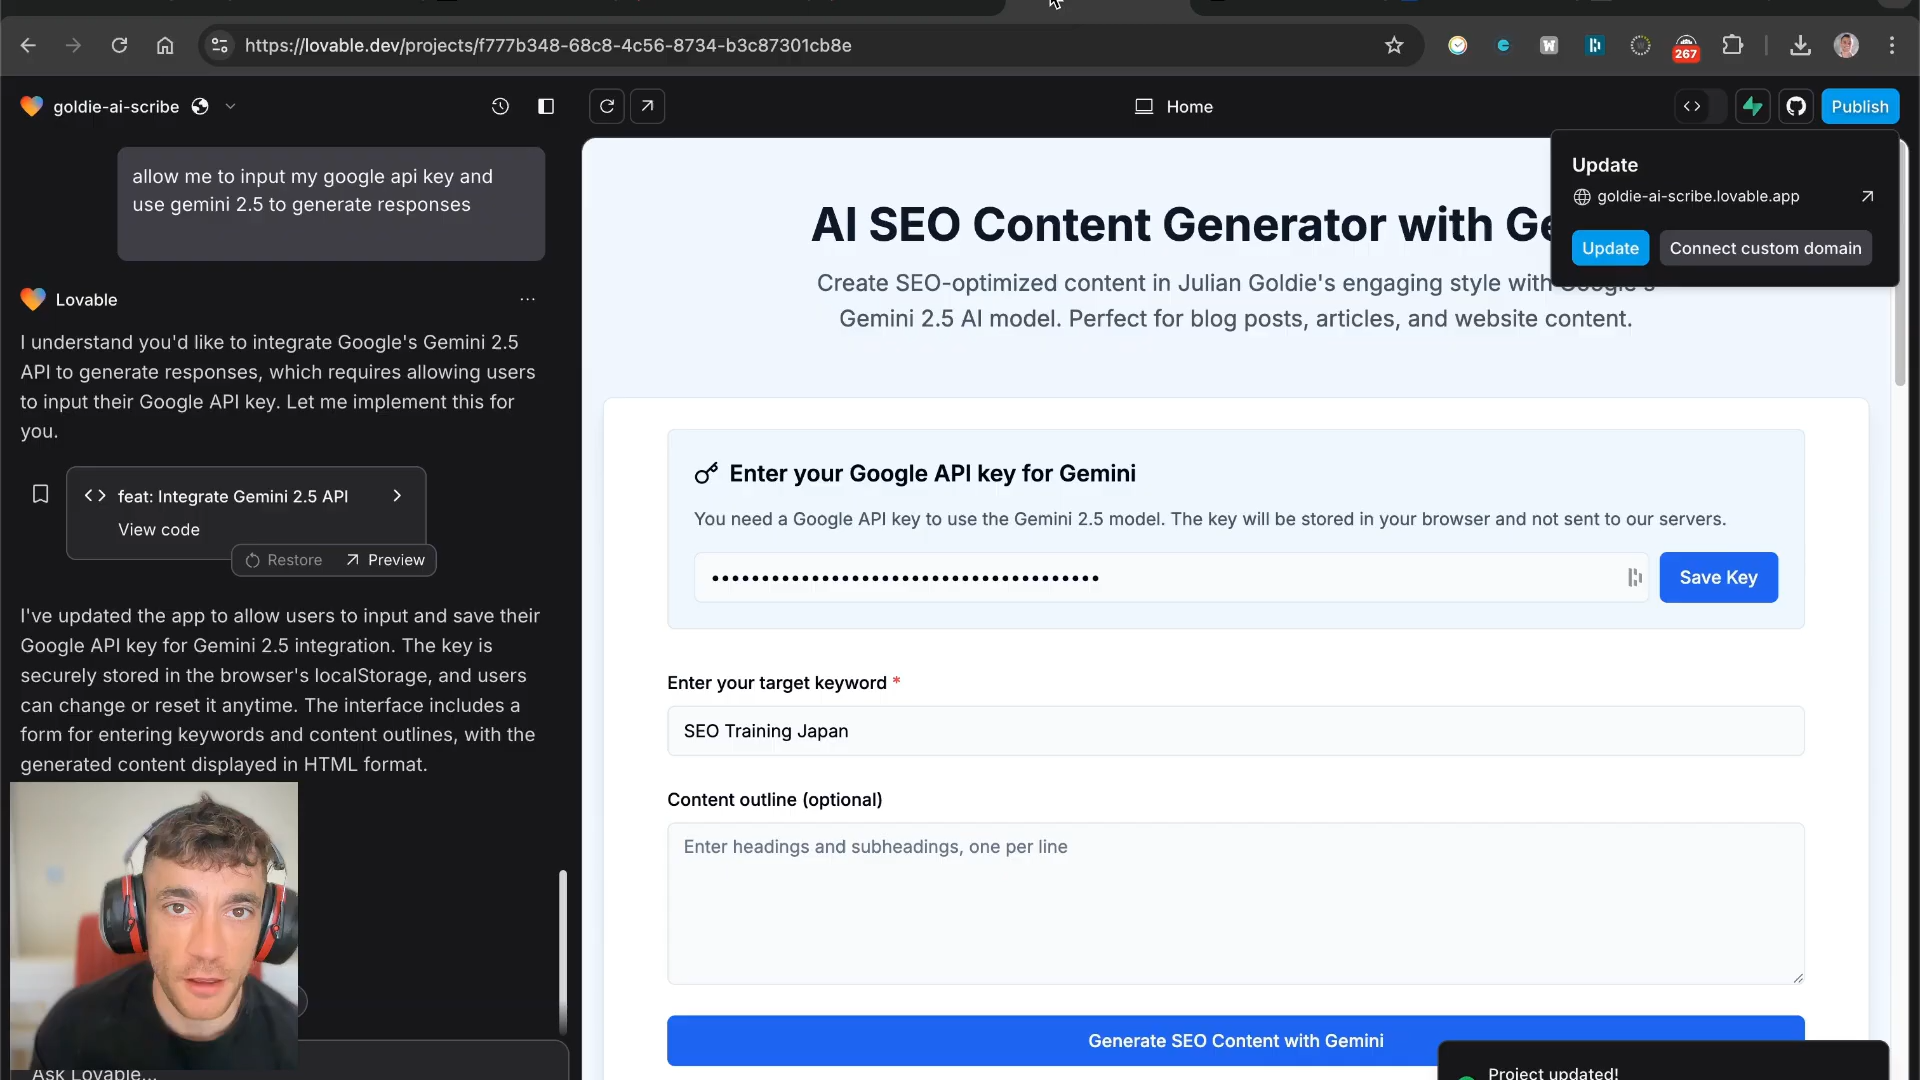 https://lovable.dev/projects/f777b348-68c8-4c56-8734-b3c87301cb8e
W
267
goldie-ai-scribe
Home
Publish
allow me to input my google api key and
use gemini 2.5 to generate responses
Lovable
I understand you'd like to integrate Google's Gemini 2.5
API to generate responses, which requires allowing users
to input their Google API key. Let me implement this for
you.
feat: Integrate Gemini 2.5 API
View code
Restore
Preview
I've updated the app to allow users to input and save their
Google API key for Gemini 2.5 integration. The key is
securely stored in the browser's localStorage, and users
can change or reset it anytime. The interface includes a
form for entering keywords and content outlines, with the
generated content displayed in HTML format.
Ask Lovable...
Update
goldie-ai-scribe.lovable.app
Update
Connect custom domain
AI SEO Content Generator with Ge
Create SEO-optimized content in Julian Goldie's engaging style with Google's
Gemini 2.5 AI model. Perfect for blog posts, articles, and website content.
Enter your Google API key for Gemini
You need a Google API key to use the Gemini 2.5 model. The key will be stored in your browser and not sent to our servers.
Save Key
Enter your target keyword *
SEO Training Japan
Content outline (optional)
Enter headings and subheadings, one per line
Generate SEO Content with Gemini
Project updated!